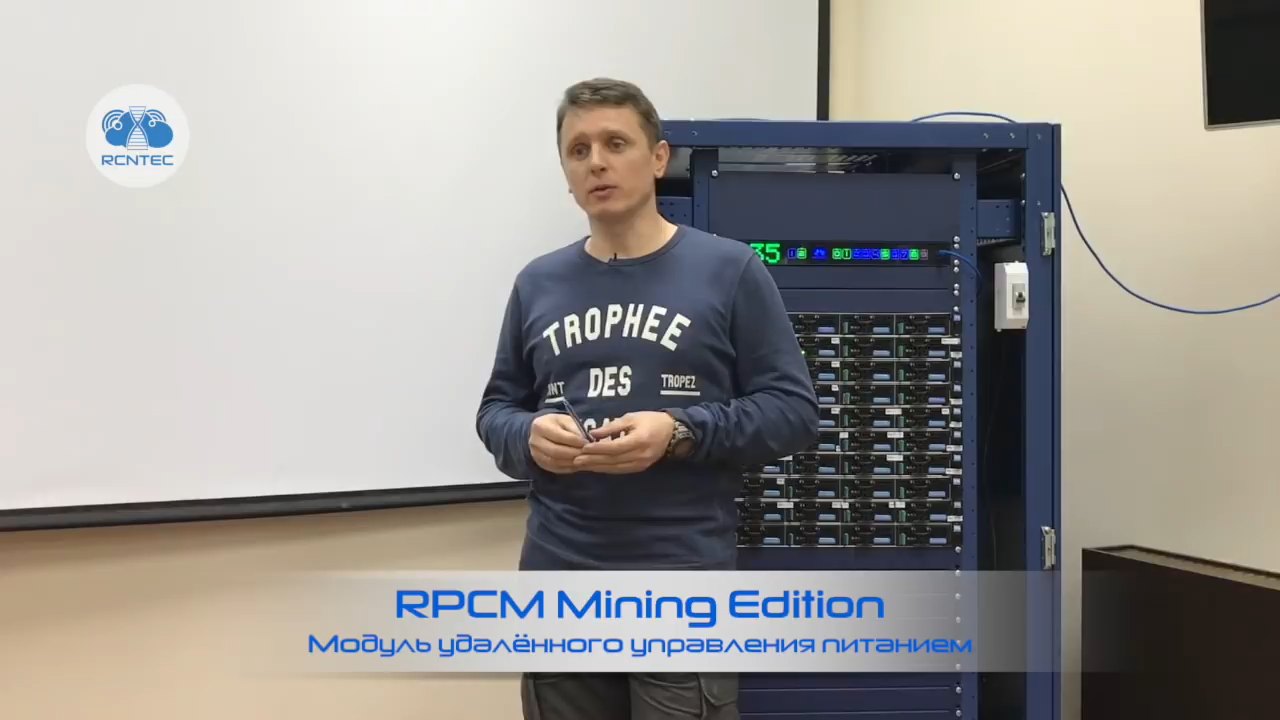 RCNTEC
35
TROPHEE
DES
TROPEZ
RPCM Mining Edition
Модуль удалённого управления питанием